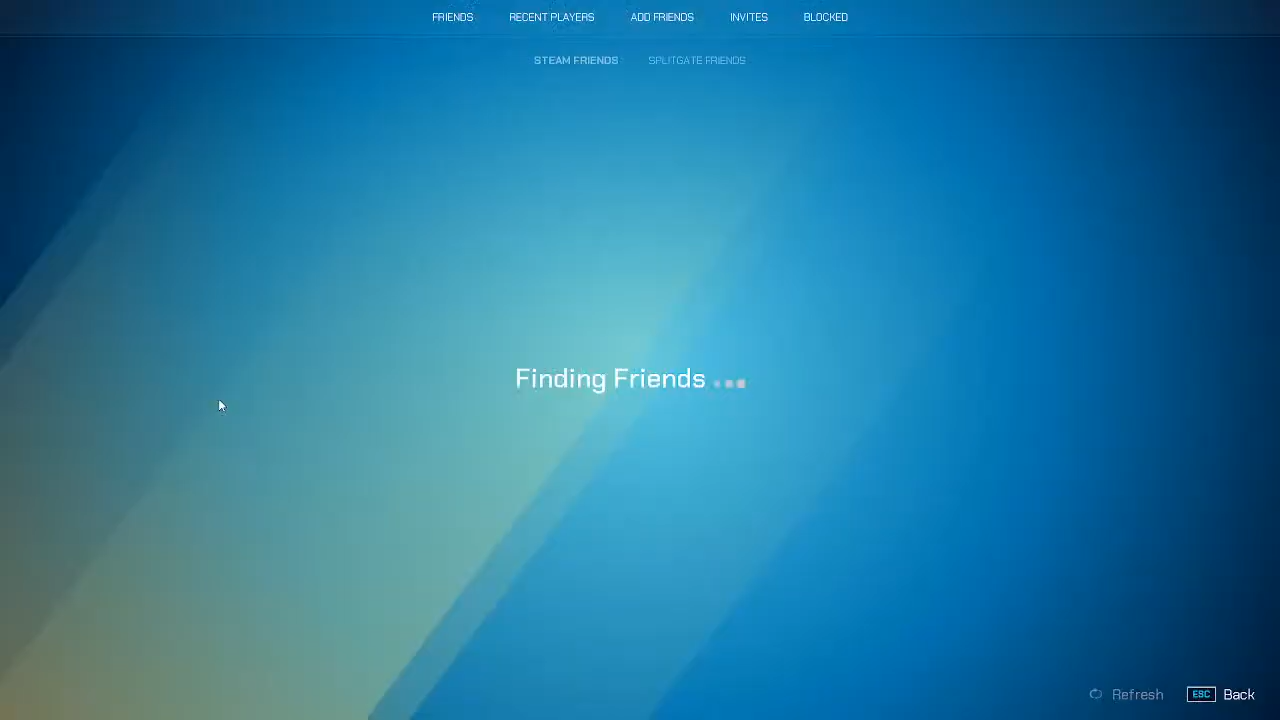 FRIENDS RECENT PLAYERS ADD FRIENDS INVITES BLOCKED
STEAM FRIENDS SPLITGATE FRIENDS
Finding Friends ...
Refresh ESC Back